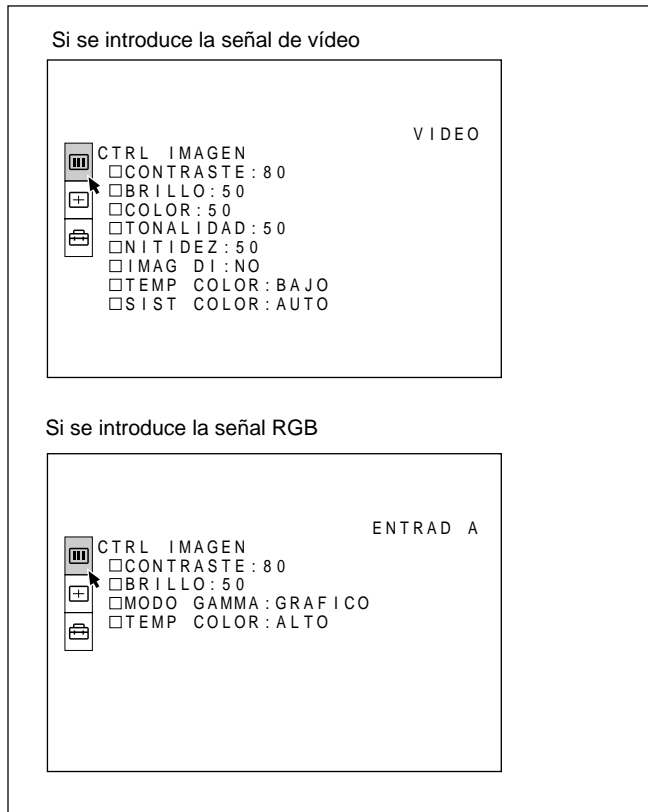 Si se introduce la señal de vídeo
VIDEO
CTRL IMAGEN
□CONTRASTE:80
□BRILLO:50
□COLOR:50
□TONALIDAD:50
□NITIDEZ:50
□IMAG DI:NO
□TEMP COLOR:BAJO
□SIST COLOR:AUTO
Si se introduce la señal RGB
ENTRAD A
CTRL IMAGEN
□CONTRASTE:80
□BRILLO:50
□MODO GAMMA:GRAFICO
□TEMP COLOR:ALTO